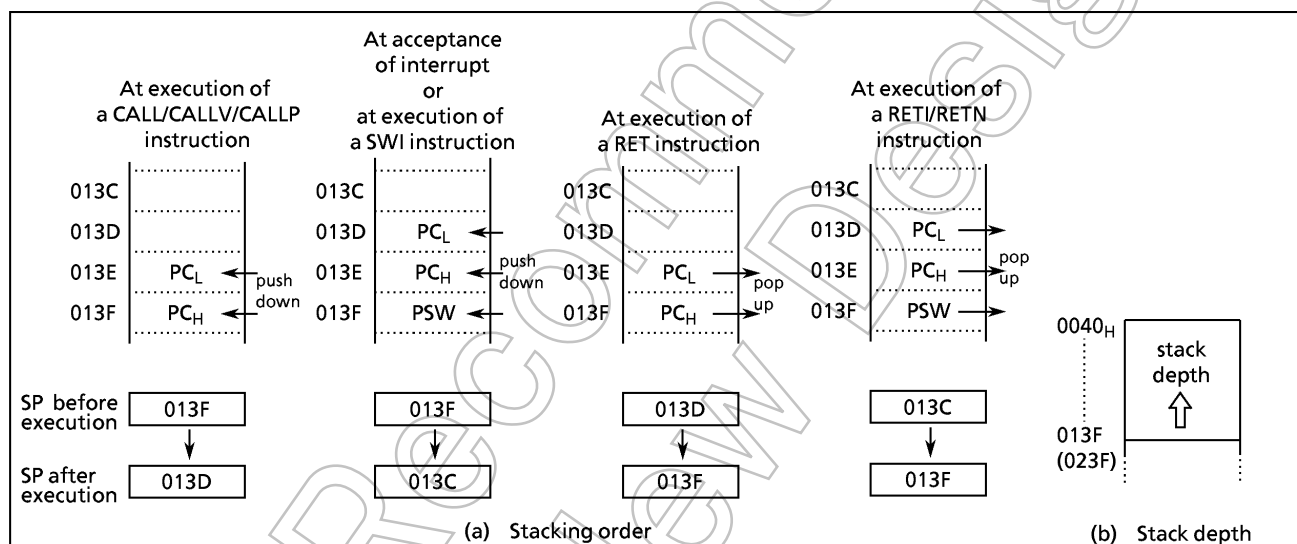 At execution of
a CALL/CALLV/CALLP
instruction
013C
013D
013E PCL push
013F PCH down
At acceptance
of interrupt
or
at execution of
a SWI instruction
013C
013D PCL
013E PCH push
013F PSW down
At execution of
a RET instruction
013C
013D
013E PCL pop
013F PCH up
At execution of
a RETI/RETN
instruction
013C
013D PCL
013E PCH pop
013F PSW up
SP before
execution
013F 013F 013D 013C
SP after
execution
013D 013C 013F 013F
(a) Stacking order
0040H
stack
depth
013F
(023F)
(b) Stack depth
Recomme
ew Desig